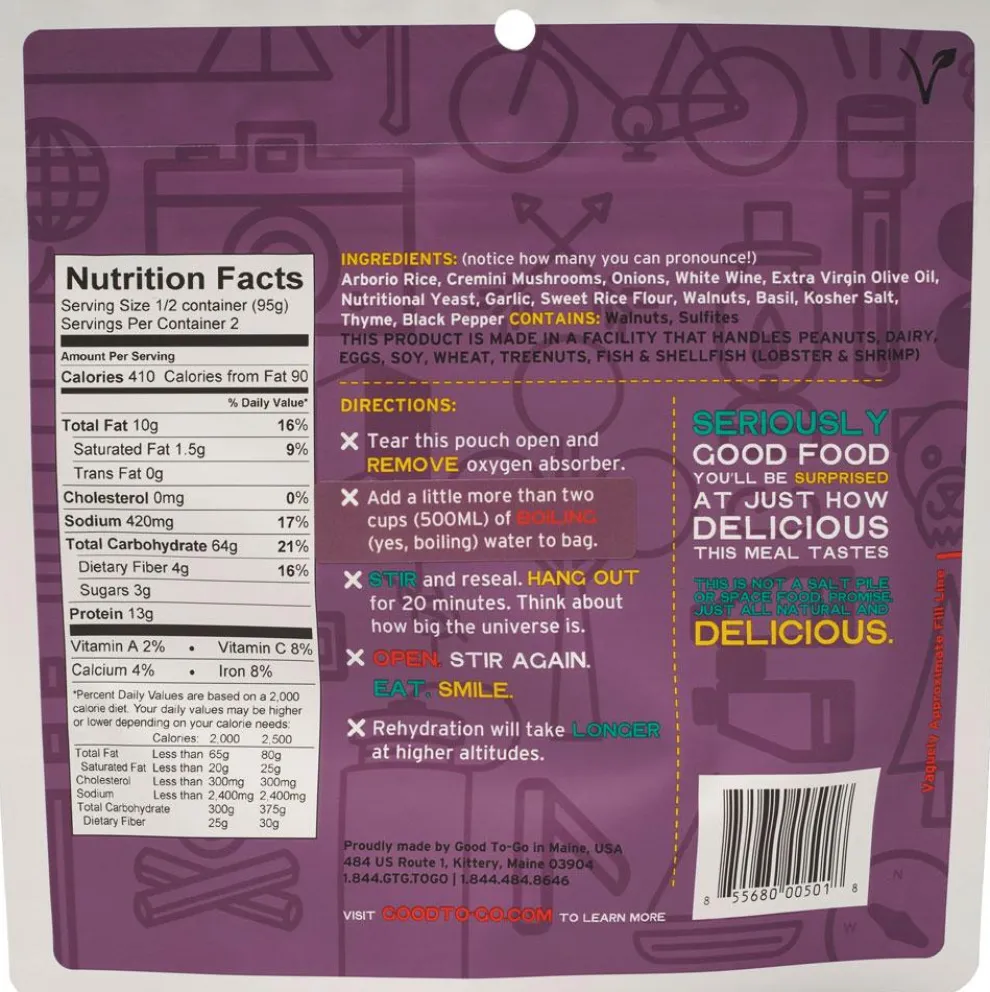 Nutrition Facts
Serving Size 1/2 container (95g)
Servings Per Container 2
Amount Per Serving
Calories 410 Calories from Fat 90
% Daily Value*
Total Fat 10g 16%
Saturated Fat 1.5g 9%
Trans Fat 0g
Cholesterol 0mg 0%
Sodium 420mg 17%
Total Carbohydrate 64g 21%
Dietary Fiber 4g 16%
Sugars 3g
Protein 13g
Vitamin A 2% • Vitamin C 8%
Calcium 4% • Iron 8%
*Percent Daily Values are based on a 2,000
calorie diet. Your daily values may be higher
or lower depending on your calorie needs:
Calories: 2,000 2,500
Total Fat Less than 65g 80g
Saturated Fat Less than 20g 25g
Cholesterol Less than 300mg 300mg
Sodium Less than 2,400mg 2,400mg
Total Carbohydrate 300g 375g
Dietary Fiber 25g 30g
INGREDIENTS: (notice how many you can pronounce!)
Arborio Rice, Cremini Mushrooms, Onions, White Wine, Extra Virgin Olive Oil,
Nutritional Yeast, Garlic, Sweet Rice Flour, Walnuts, Basil, Kosher Salt,
Thyme, Black Pepper CONTAINS: Walnuts, Sulfites
THIS PRODUCT IS MADE IN A FACILITY THAT HANDLES PEANUTS, DAIRY,
EGGS, SOY, WHEAT, TREENUTS, FISH & SHELLFISH (LOBSTER & SHRIMP)
DIRECTIONS:
Tear this pouch open and
REMOVE oxygen absorber.
Add a little more than two
cups (500ML) of BOILING
(yes, boiling) water to bag.
STIR and reseal. HANG OUT
for 20 minutes. Think about
how big the universe is.
OPEN. STIR AGAIN.
EAT. SMILE.
Rehydration will take LONGER
at higher altitudes.
SERIOUSLY
GOOD FOOD
YOU'LL BE SURPRISED
AT JUST HOW
DELICIOUS
THIS MEAL TASTES
THIS IS NOT A SALT PILE
OR SPACE FOOD, PROMISE.
JUST ALL NATURAL AND
DELICIOUS.
Vaguely Approximate Fill Line
Proudly made by Good To-Go in Maine, USA
484 US Route 1, Kittery, Maine 03904
1.844.GTG.TOGO | 1.844.484.8646
VISIT GOODTO-GO.COM TO LEARN MORE
8 55680 00501 8
N
W